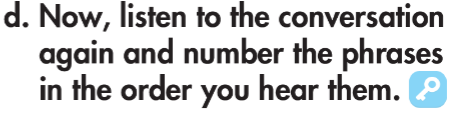 d. Now, listen to the conversation
again and number the phrases
in the order you hear them.